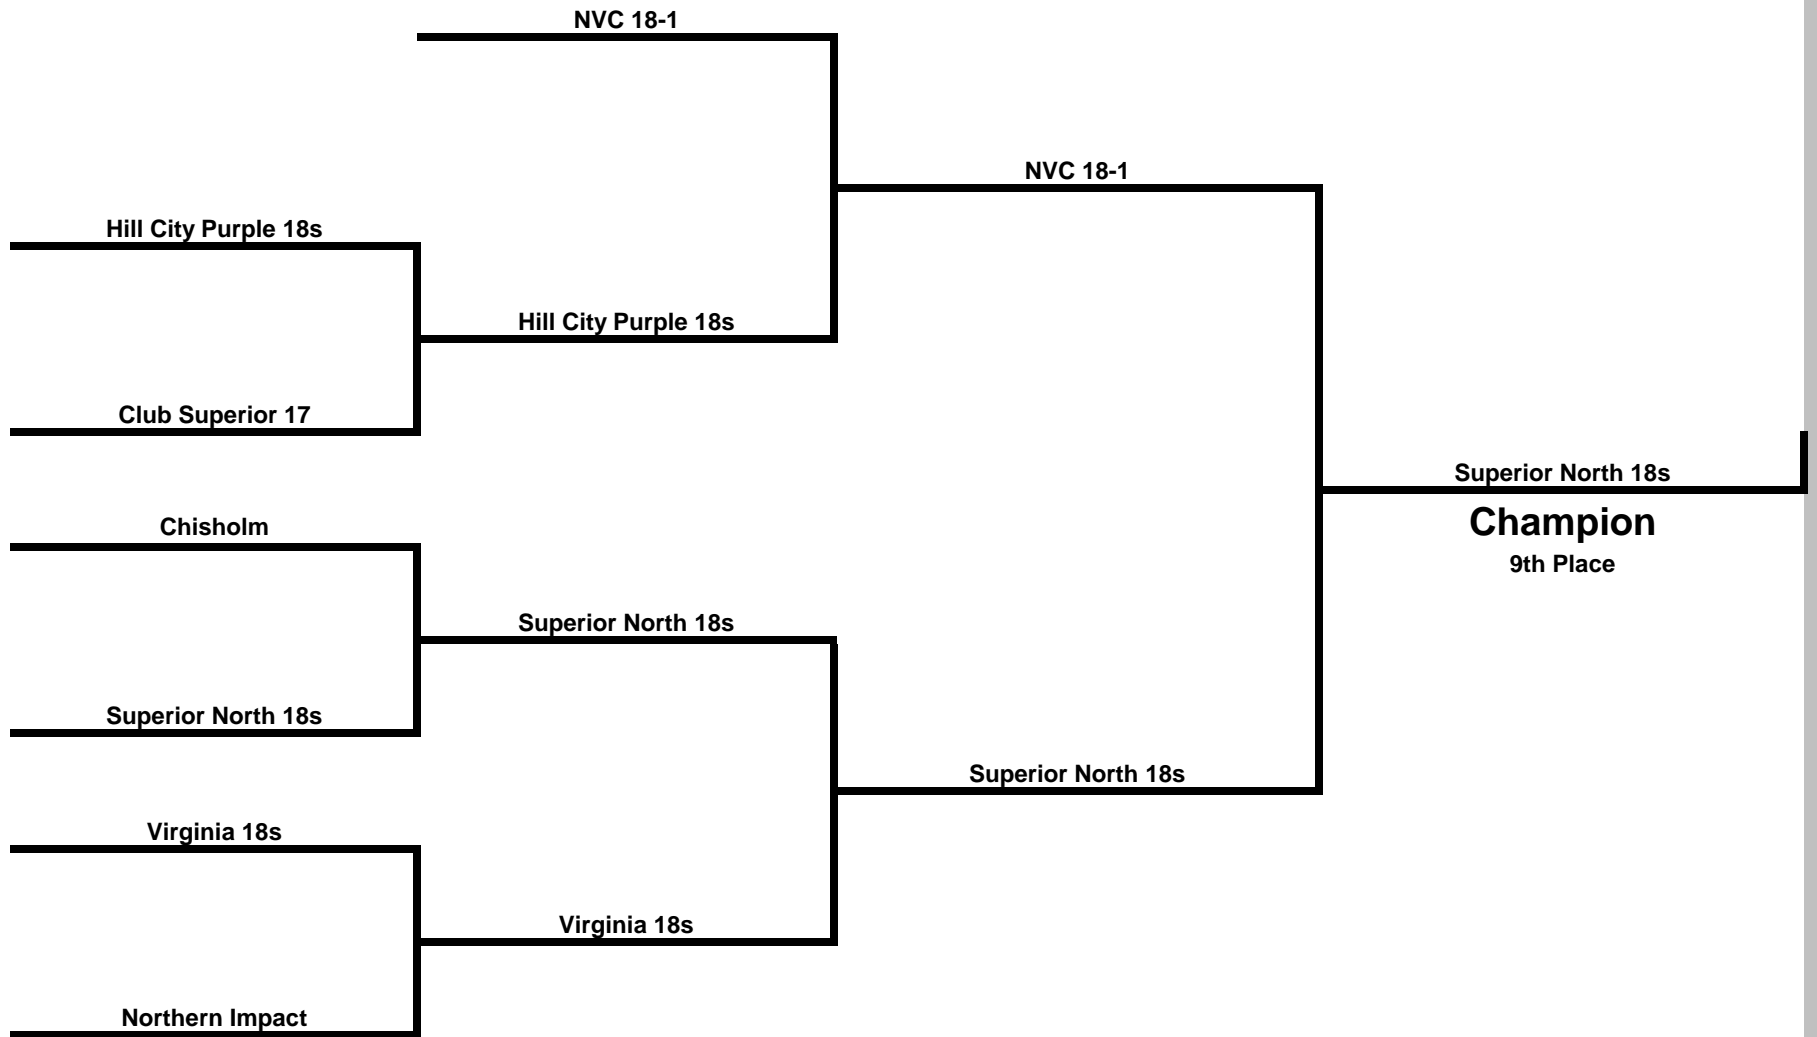 NVC 18-1
NVC 18-1
Hill City Purple 18s
Hill City Purple 18s
Club Superior 17
Superior North 18s
Champion
9th Place
Chisholm
Superior North 18s
Superior North 18s
Superior North 18s
Virginia 18s
Virginia 18s
Northern Impact